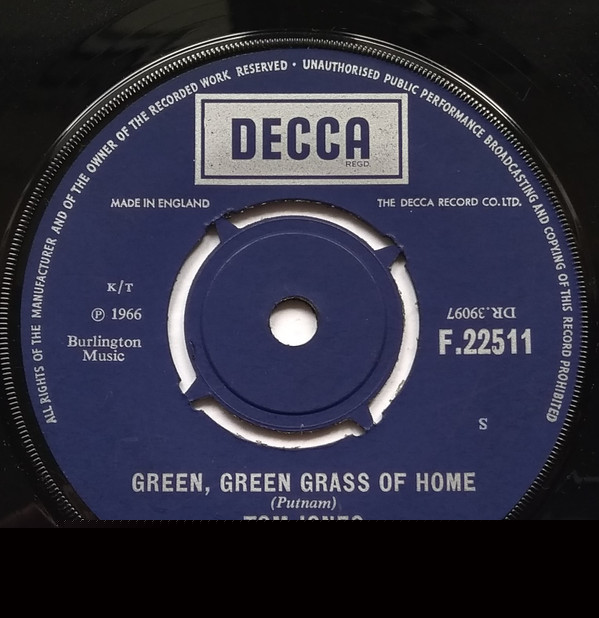 ALL RIGHTS OF THE MANUFACTURER AND OF THE OWNER OF THE RECORDED WORK RESERVED · UNAUTHORISED PUBLIC PERFORMANCE BROADCASTING AND COPYING OF THIS RECORD PROHIBITED
DECCA
REGD.
MADE IN ENGLAND
THE DECCA RECORD CO. LTD.
K/T
℗ 1966
Burlington
Music
DR.39097
F.22511
S
GREEN, GREEN GRASS OF HOME
(Putnam)
TOM JONES